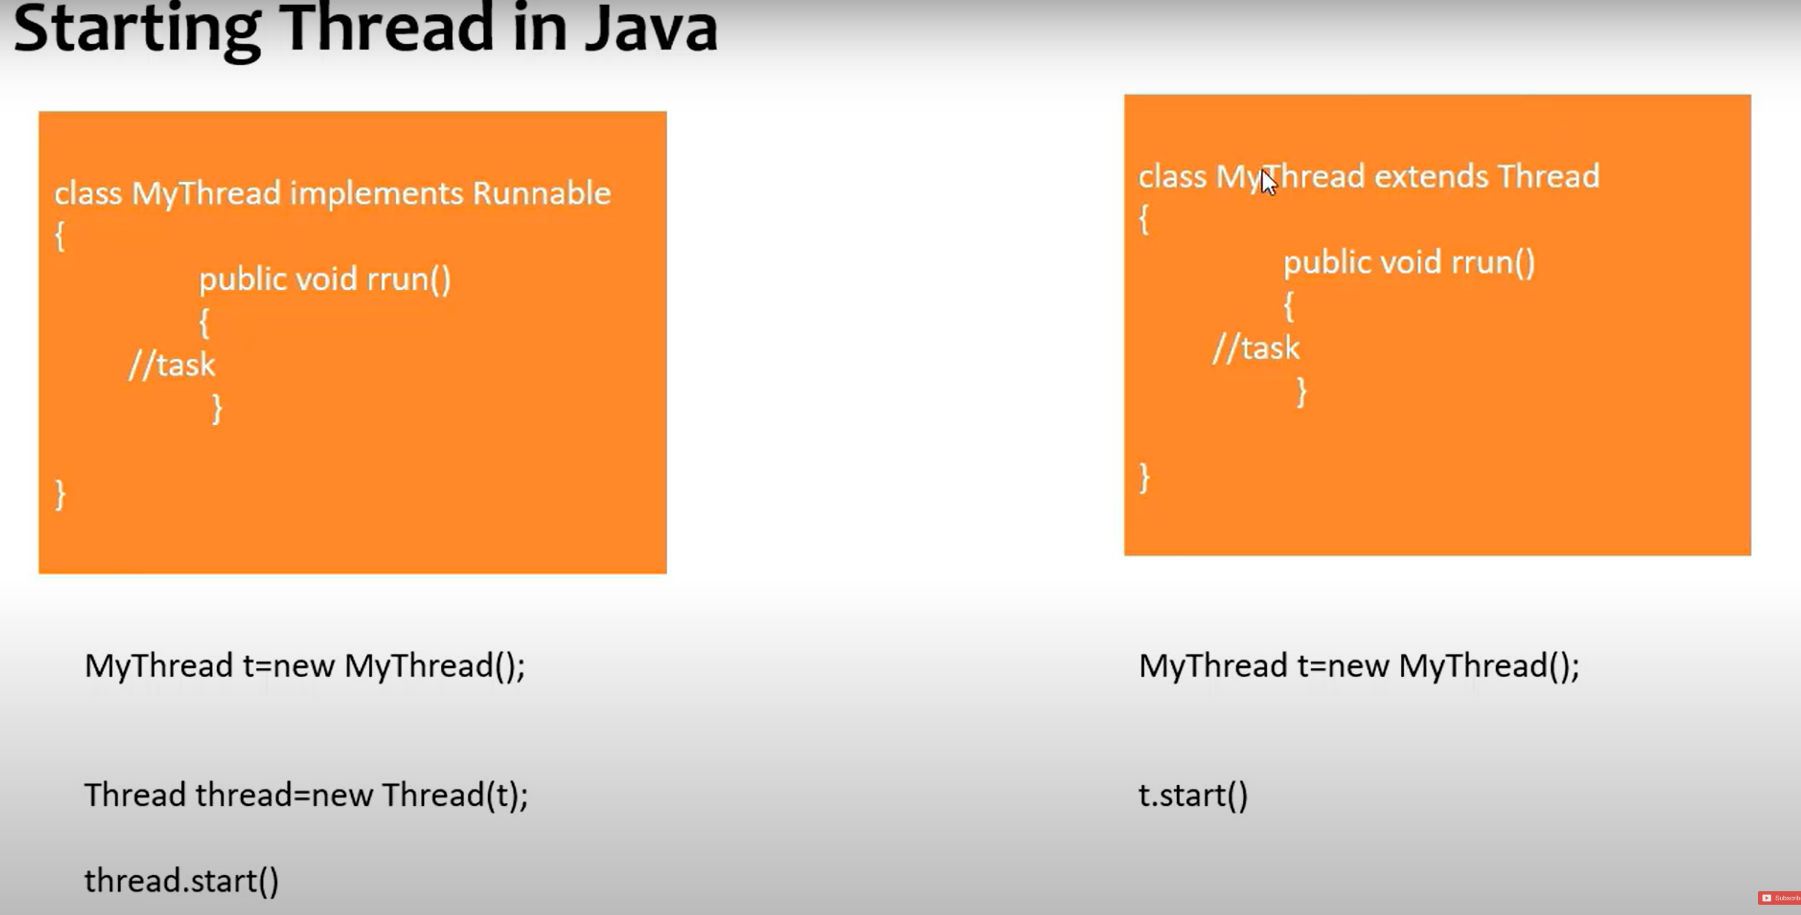 Starting Thread in Java
class MyThread implements Runnable
{
public void rrun()
{
//task
}
}
MyThread t=new MyThread();
Thread thread=new Thread(t);
thread.start()
class MyThread extends Thread
{
public void rrun()
{
//task
}
}
MyThread t=new MyThread();
t.start()